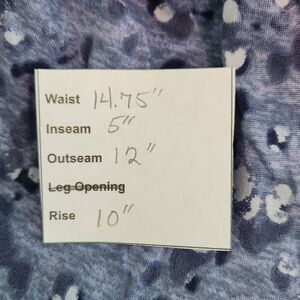 Waist 14.75"
Inseam 5"
Outseam 12"
Leg Opening
Rise 10"